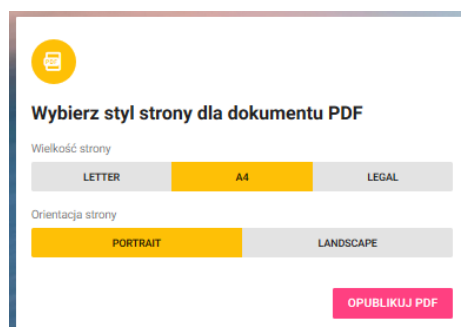 PDF
Wybierz styl strony dla dokumentu PDF
Wielkość strony
LETTER A4 LEGAL
Orientacja strony
PORTRAIT LANDSCAPE
OPUBLIKUJ PDF